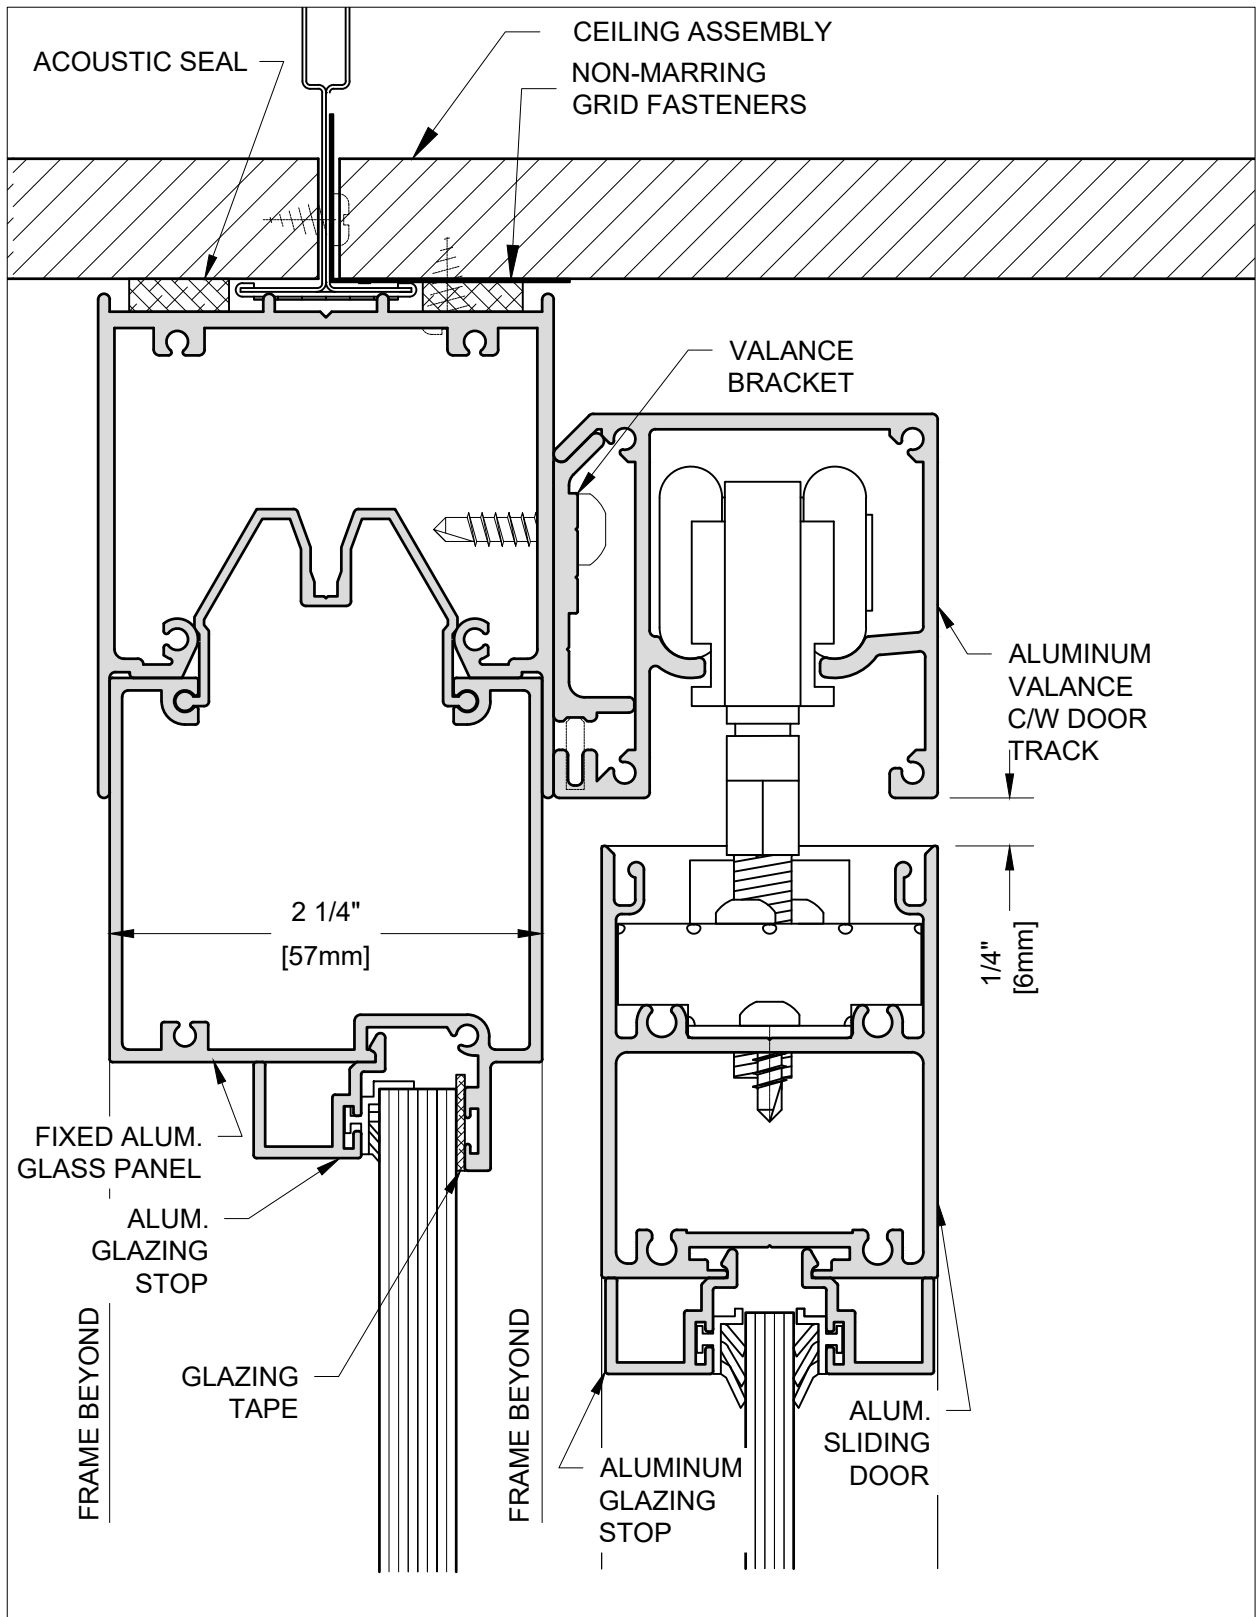 CEILING ASSEMBLY
ACOUSTIC SEAL
NON-MARRING
GRID FASTENERS
VALANCE
BRACKET
ALUMINUM
VALANCE
C/W DOOR
TRACK
2 1/4"
[57mm]
1/4"
[6mm]
FIXED ALUM.
GLASS PANEL
ALUM.
GLAZING
STOP
FRAME BEYOND
GLAZING
TAPE
FRAME BEYOND
ALUMINUM
GLAZING
STOP
ALUM.
SLIDING
DOOR